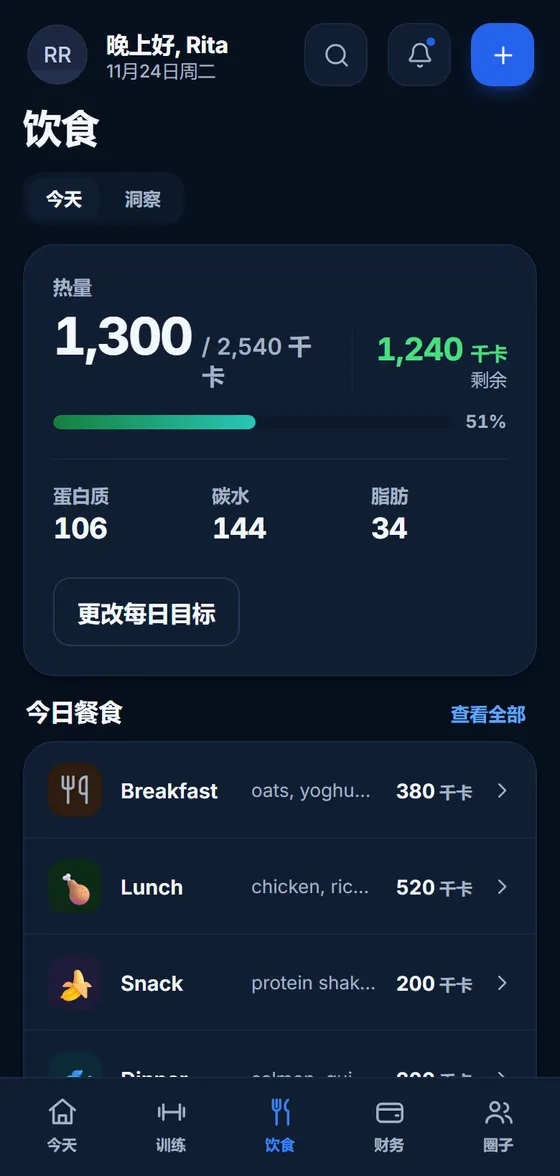 RR
晚上好, Rita
11月24日周二
饮食
今天
洞察
热量
1,300 / 2,540 千
卡
1,240 千卡
剩余
51%
蛋白质
碳水
脂肪
106
144
34
更改每日目标
今日餐食
查看全部
Breakfast oats, yoghu... 380 千卡
Lunch chicken, ric... 520 千卡
Snack protein shak... 200 千卡
今天
训练
饮食
财务
圈子